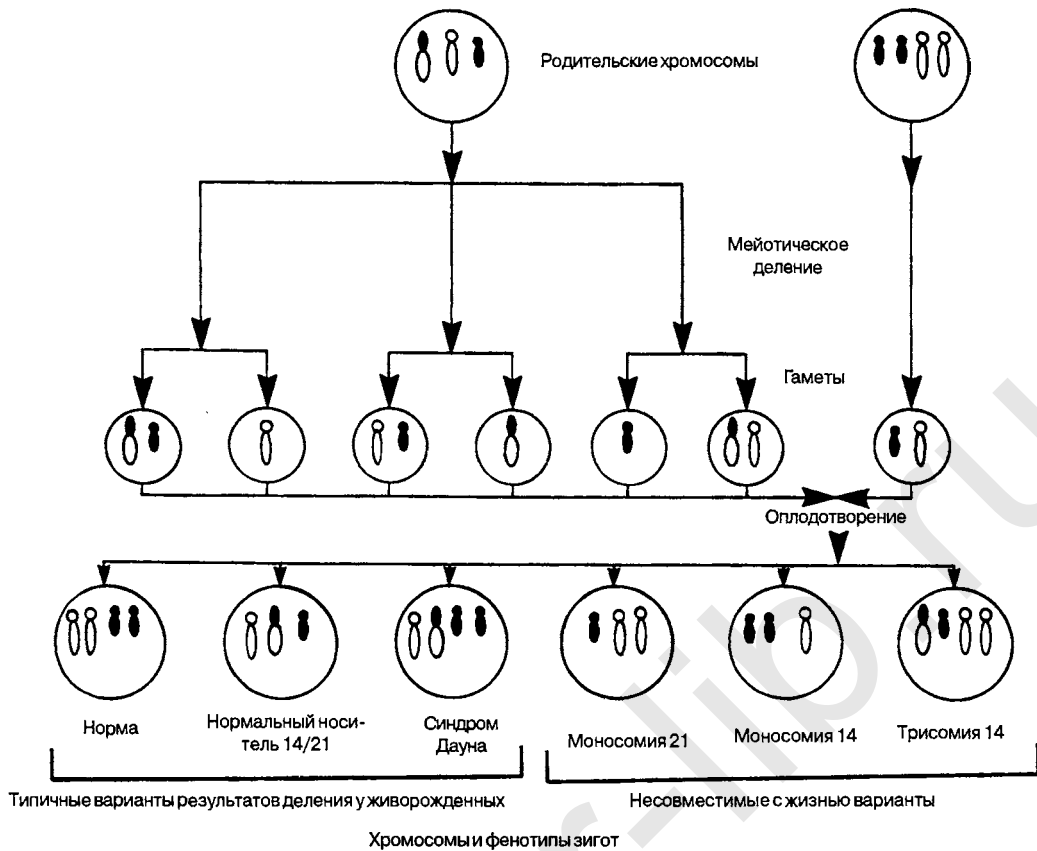 Родительские хромосомы
Мейотическое
деление
Гаметы
Оплодотворение
Норма
Нормальный носи-
тель 14/21
Синдром
Дауна
Моносомия 21
Моносомия 14
Трисомия 14
Типичные варианты результатов деления у живорожденных
Несовместимые с жизнью варианты
Хромосомы и фенотипы зигот